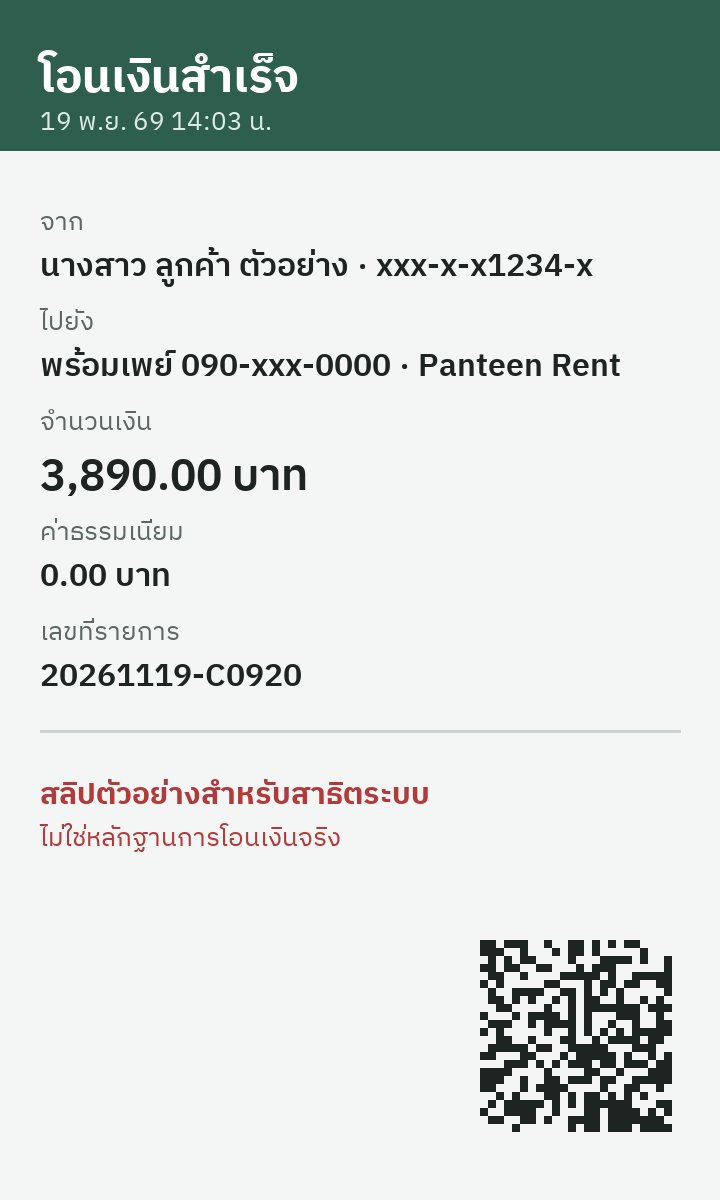 โอนเงินสำเร็จ
19 พ.ย. 69 14:03 น.
จาก
นางสาว ลูกค้า ตัวอย่าง · xxx-x-x1234-x
ไปยัง
พร้อมเพย์ 090-xxx-0000 · Panteen Rent
จำนวนเงิน
3,890.00 บาท
ค่าธรรมเนียม
0.00 บาท
เลขที่รายการ
20261119-C0920
สลิปตัวอย่างสำหรับสาธิตระบบ
ไม่ใช่หลักฐานการโอนเงินจริง